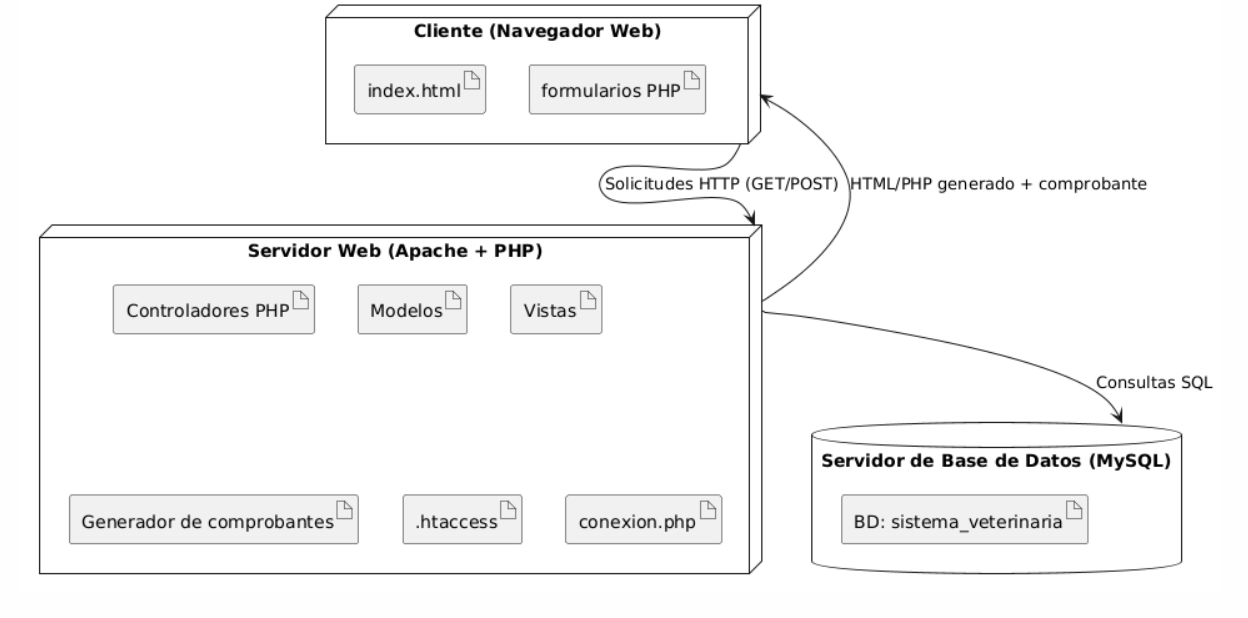 Cliente (Navegador Web)
index.html
formularios PHP
Solicitudes HTTP (GET/POST)
HTML/PHP generado + comprobante
Servidor Web (Apache + PHP)
Controladores PHP
Modelos
Vistas
Consultas SQL
Generador de comprobantes
.htaccess
conexion.php
Servidor de Base de Datos (MySQL)
BD: sistema_veterinaria